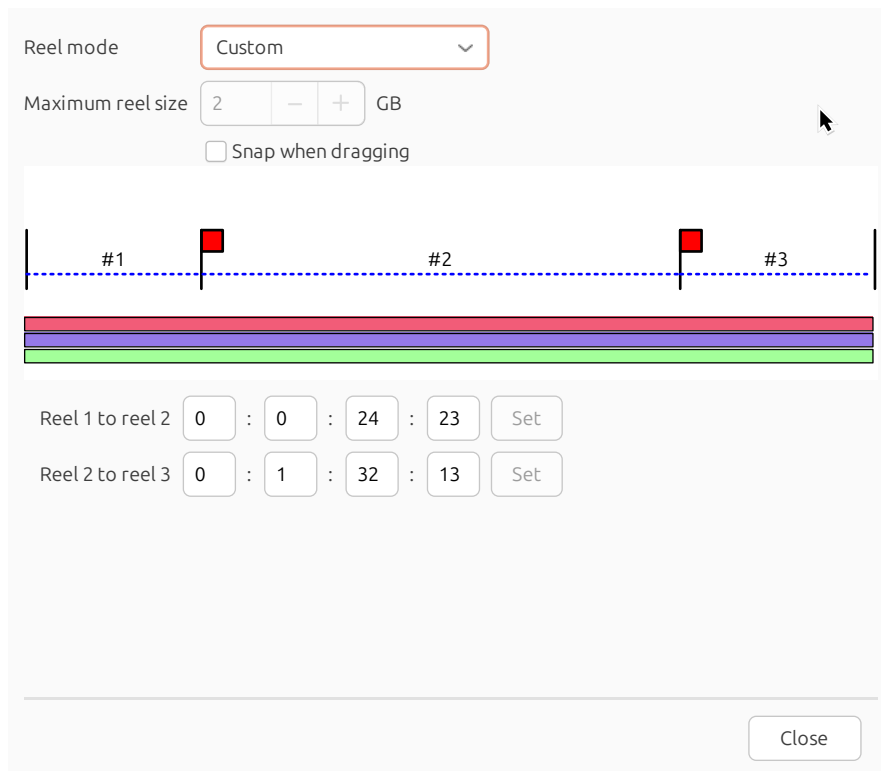 Reel mode Custom
Maximum reel size 2 − + GB
Snap when dragging
#1 #2 #3
Reel 1 to reel 2 0 : 0 : 24 : 23 Set
Reel 2 to reel 3 0 : 1 : 32 : 13 Set
Close